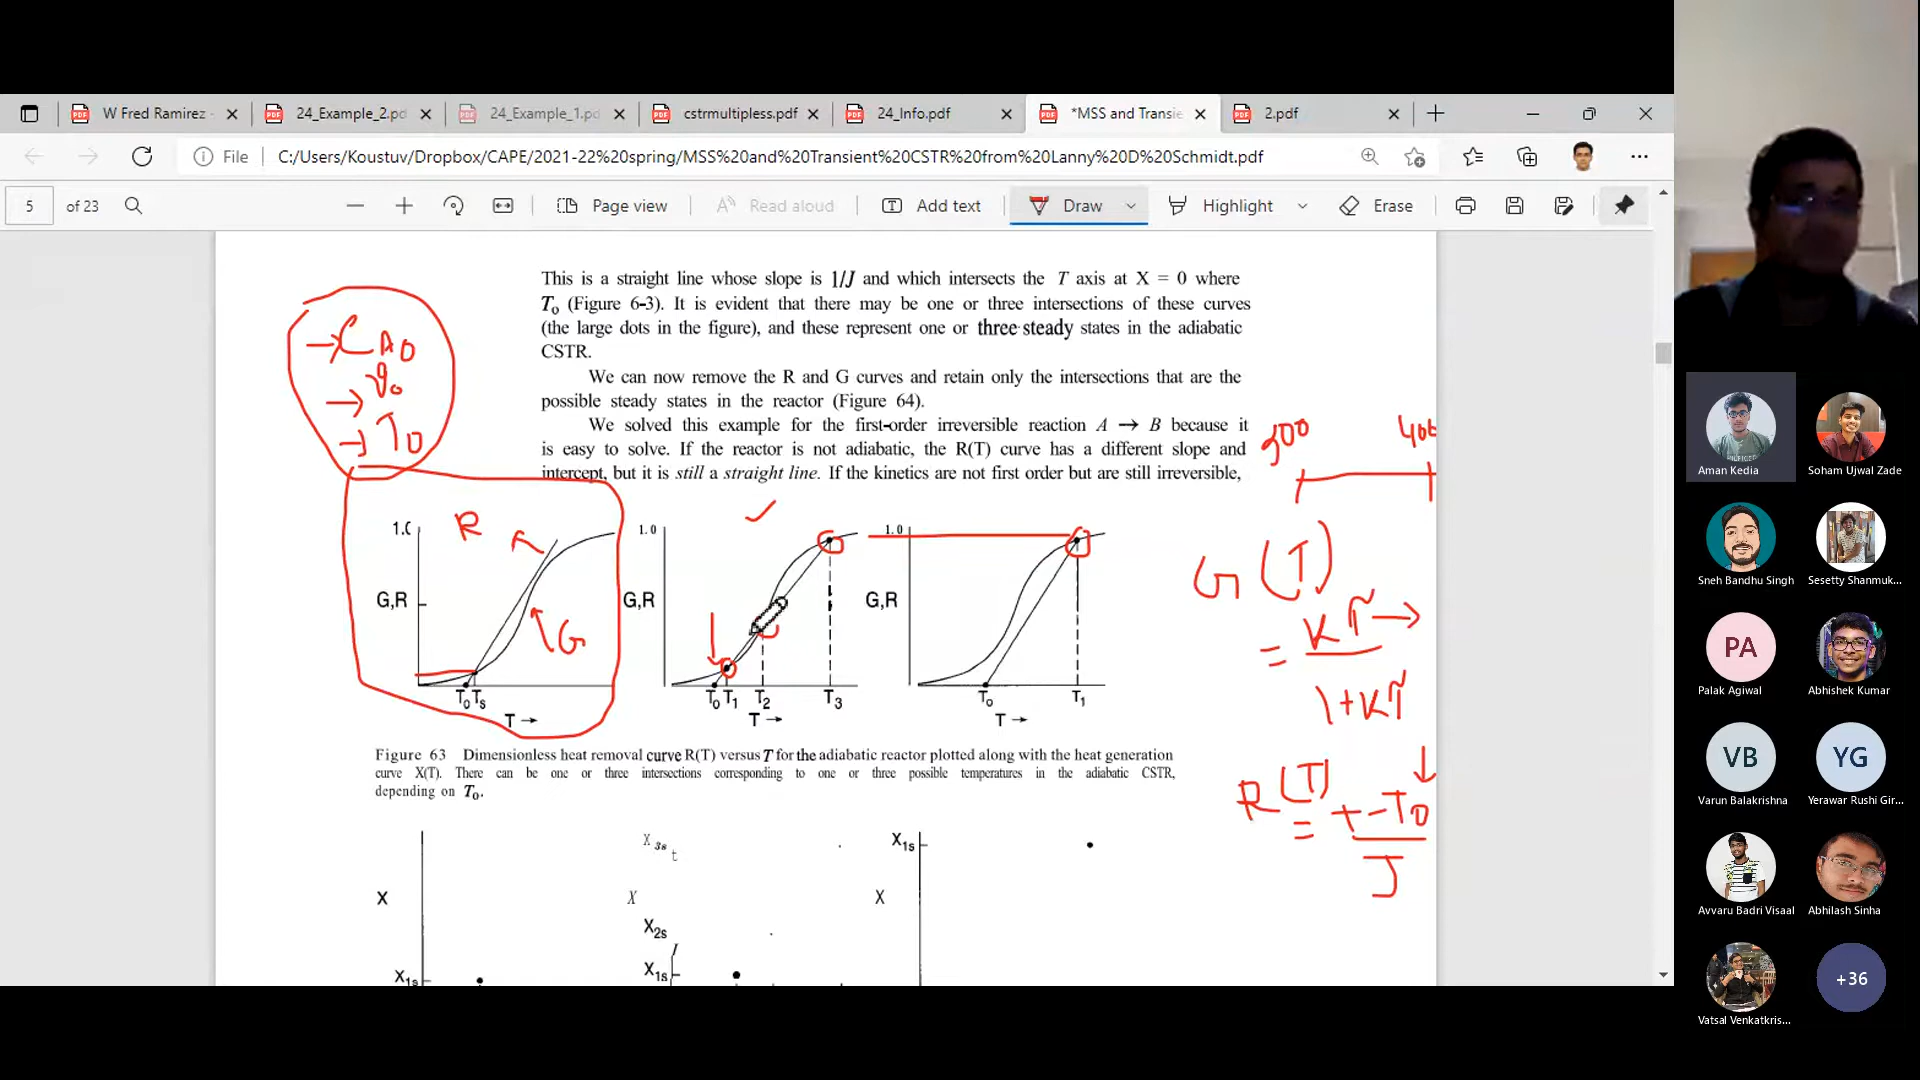 W Fred Ramirez -
24_Example_2.pd
24_Example_1.pd
cstrmultipless.pdf
24_Info.pdf
*MSS and Transie
2.pdf
File
C:/Users/Koustuv/Dropbox/CAPE/2021-22%20spring/MSS%20and%20Transient%20CSTR%20from%20Lanny%20D%20Schmidt.pdf
5 of 23
Page view
Read aloud
Add text
Draw
Highlight
Erase
This is a straight line whose slope is 1/J and which intersects the T axis at X = 0 where
To (Figure 6-3). It is evident that there may be one or three intersections of these curves
(the large dots in the figure), and these represent one or three steady states in the adiabatic
CSTR.
We can now remove the R and G curves and retain only the intersections that are the
possible steady states in the reactor (Figure 64).
We solved this example for the first-order irreversible reaction A → B because it
is easy to solve. If the reactor is not adiabatic, the R(T) curve has a different slope and
intercept, but it is still a straight line. If the kinetics are not first order but are still irreversible,
→ CA0
→ v0
→ T0
300
400
1.0
R
G,R
G
To Ts
T →
1.0
G,R
To T1 T2 T3
T →
1.0
G,R
To T1
T →
G(T)
= kτ →
1+kτ
R(T) = T-T0
J
Figure 63 Dimensionless heat removal curve R(T) versus T for the adiabatic reactor plotted along with the heat generation
curve X(T). There can be one or three intersections corresponding to one or three possible temperatures in the adiabatic CSTR,
depending on To.
X
X1s
X3s
X
X2s
X1s
X1s
X
Aman Kedia
Soham Ujwal Zade
Sneh Bandhu Singh
Sesetty Shanmuk...
PA
Palak Agiwal
Abhishek Kumar
VB
Varun Balakrishna
YG
Yerawar Rushi Gir...
Avvaru Badri Visaal
Abhilash Sinha
Vatsal Venkatkris...
+36